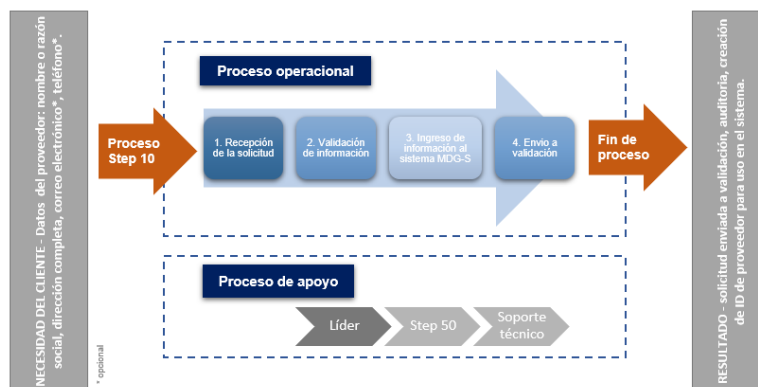 NECESIDAD DEL CLIENTE - Datos del proveedor; nombre o razón
social, dirección completa, correo electrónico*, teléfono*.
* opcional
Proceso
Step 10
Proceso operacional
1. Recepción
de la solicitud
2. Validación
de información
3. Ingreso de
información al
sistema MDG-S
4. Envio a
validación
Fin de
proceso
Proceso de apoyo
Líder
Step 50
Soporte
técnico
RESULTADO - solicitud enviada a validación, auditoria, creación
de ID de proveedor para uso en el sistema.